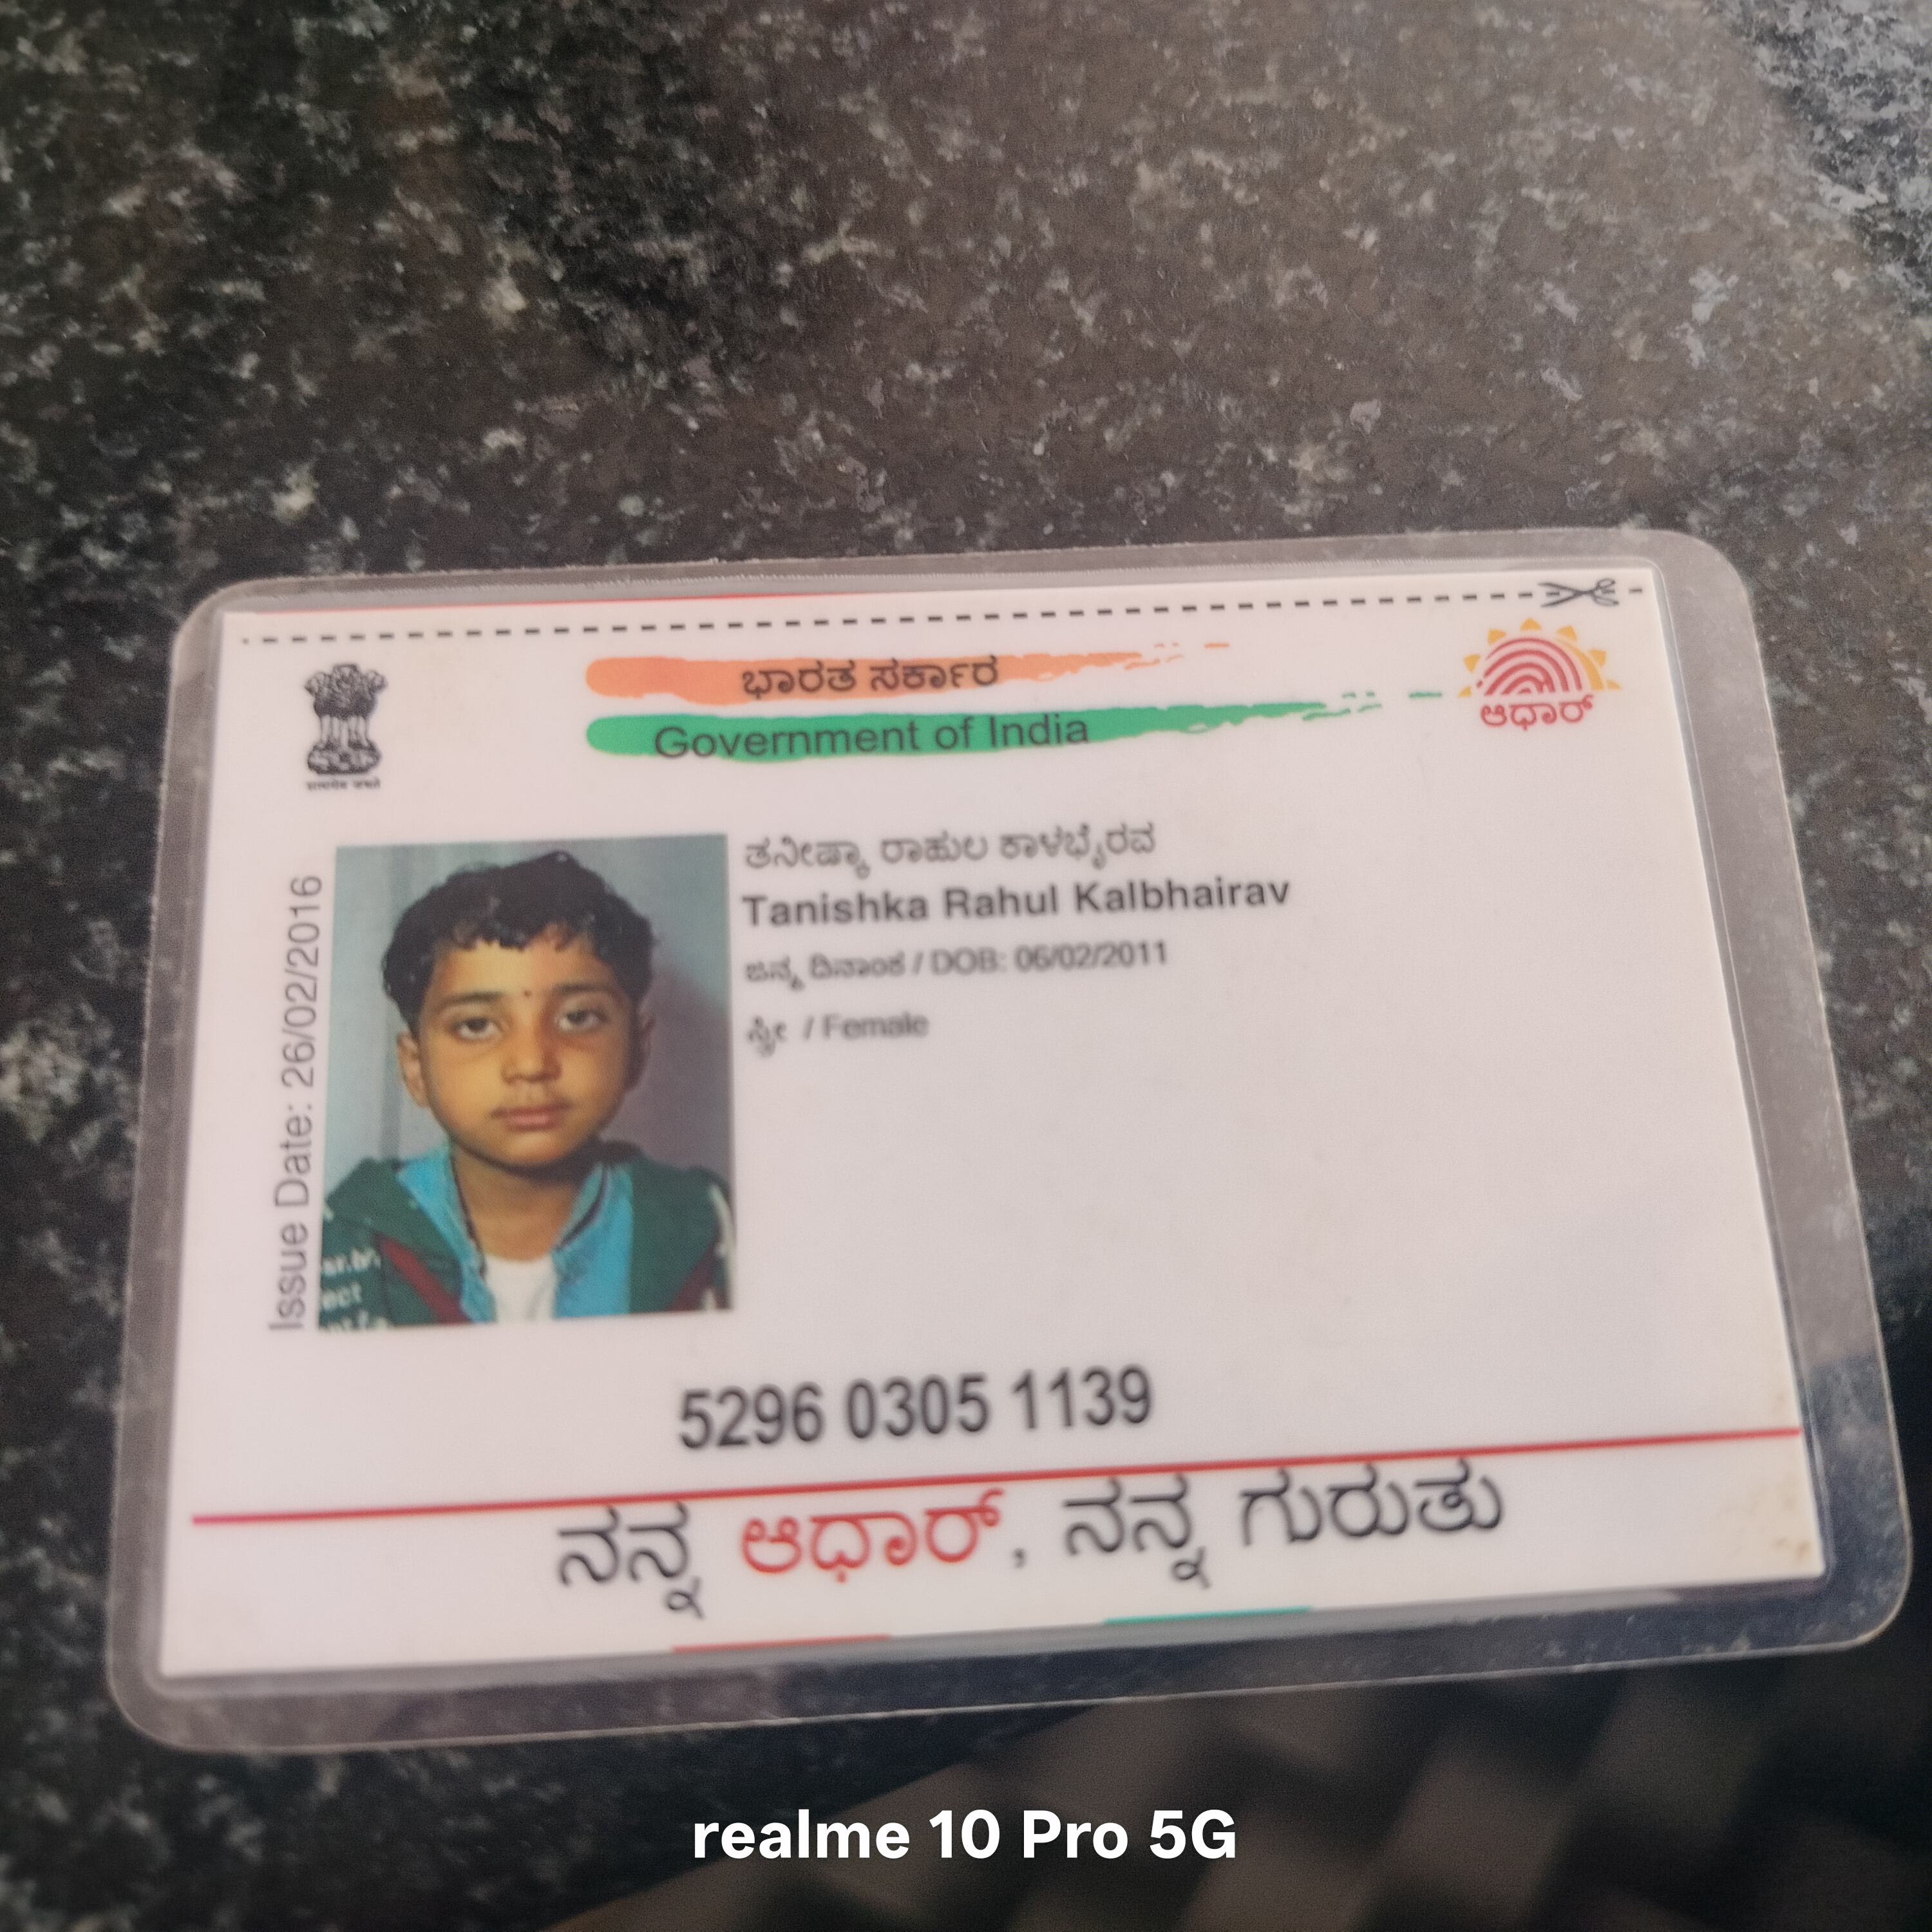 ಭಾರತ ಸರ್ಕಾರ
Government of India
ಆಧಾರ್
ತನೀಷ್ಕಾ ರಾಹುಲ ಕಾಳಭೈರವ
Tanishka Rahul Kalbhairav
ಜನ್ಮ ದಿನಾಂಕ / DOB: 06/02/2011
ಸ್ತ್ರೀ / Female
Issue Date: 26/02/2016
5296 0305 1139
ನನ್ನ ಆಧಾರ್, ನನ್ನ ಗುರುತು
realme 10 Pro 5G